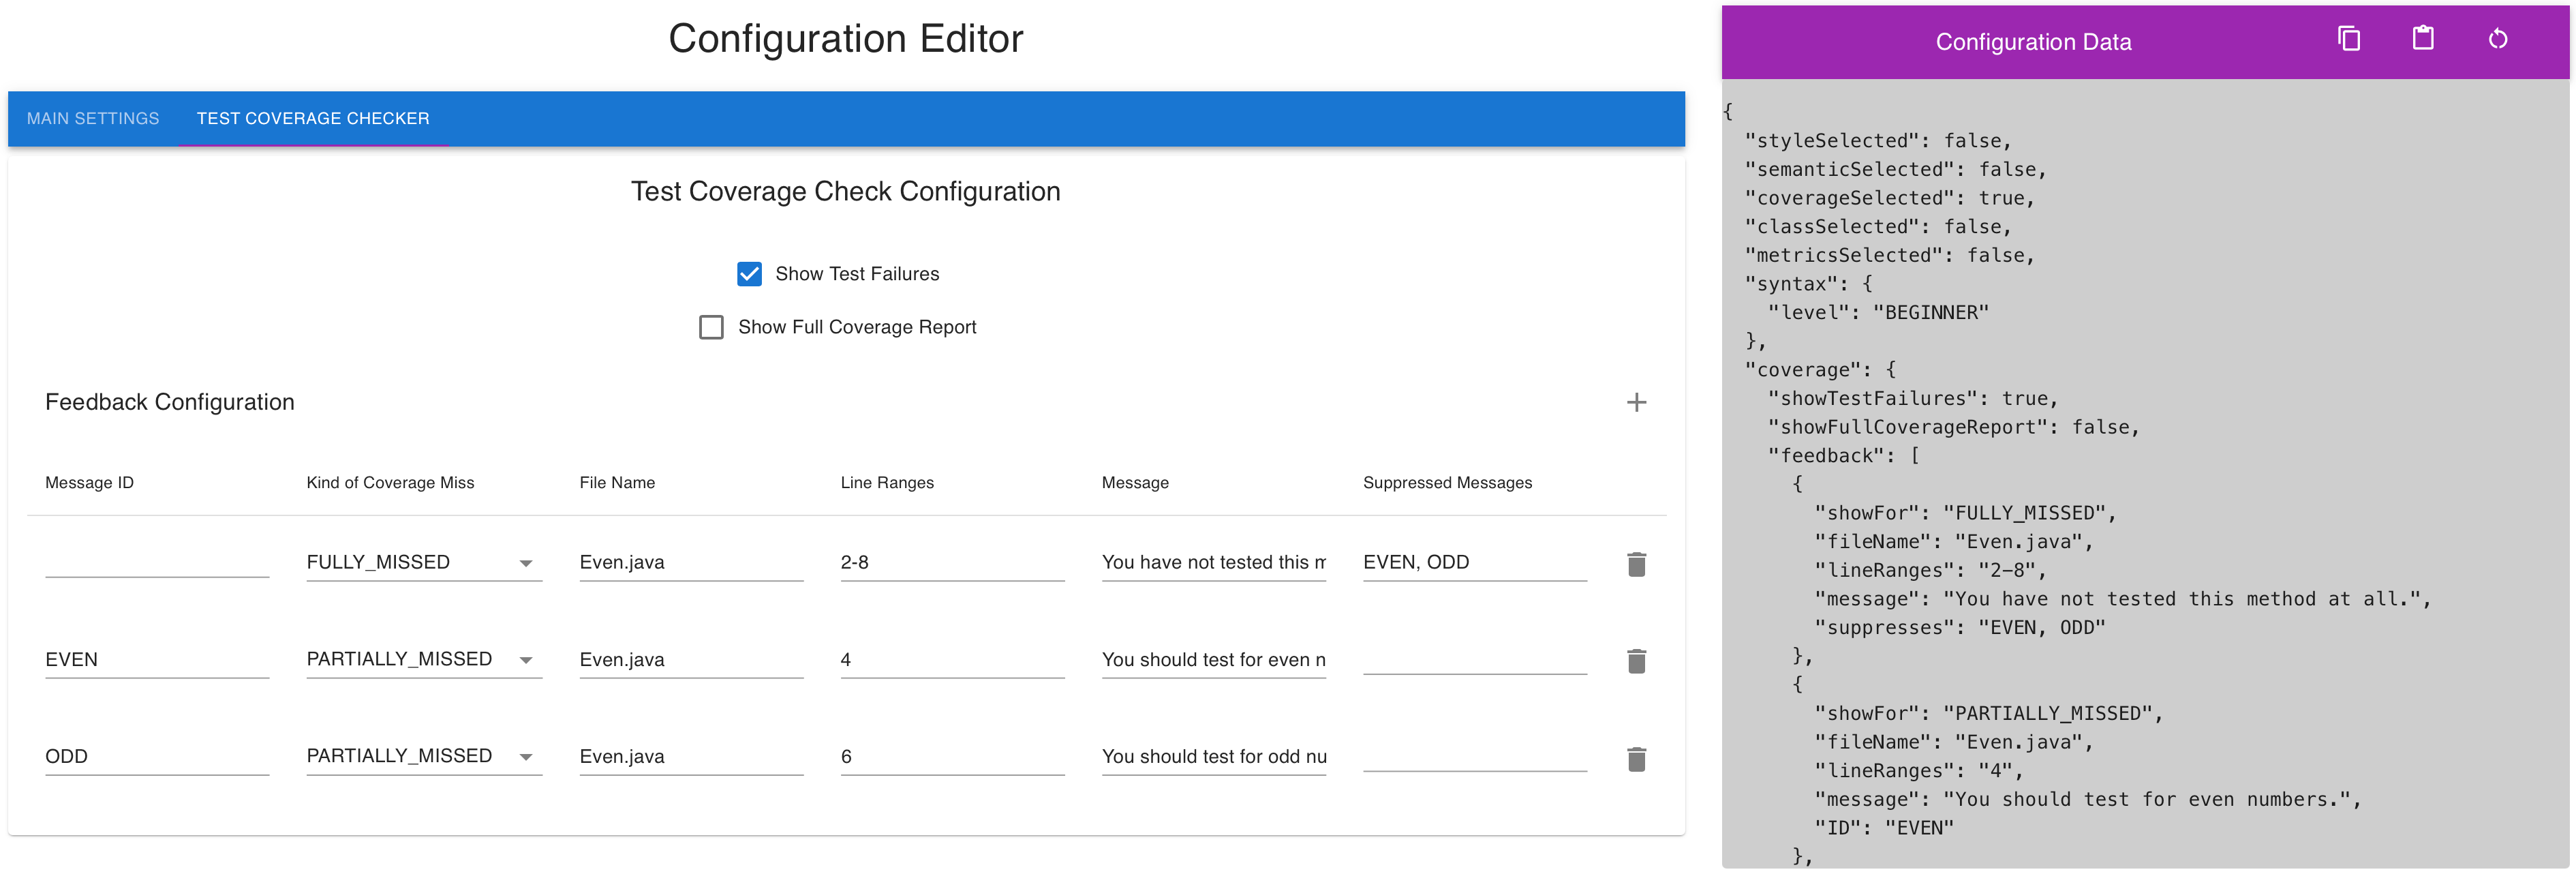 Configuration Editor
MAIN SETTINGS TEST COVERAGE CHECKER
Test Coverage Check Configuration
Show Test Failures
Show Full Coverage Report
Feedback Configuration
Message ID Kind of Coverage Miss File Name Line Ranges Message Suppressed Messages
FULLY_MISSED Even.java 2-8 You have not tested this m EVEN, ODD
EVEN PARTIALLY_MISSED Even.java 4 You should test for even n
ODD PARTIALLY_MISSED Even.java 6 You should test for odd nu
Configuration Data
{
"styleSelected": false,
"semanticSelected": false,
"coverageSelected": true,
"classSelected": false,
"metricsSelected": false,
"syntax": {
"level": "BEGINNER"
},
"coverage": {
"showTestFailures": true,
"showFullCoverageReport": false,
"feedback": [
{
"showFor": "FULLY_MISSED",
"fileName": "Even.java",
"lineRanges": "2-8",
"message": "You have not tested this method at all.",
"suppresses": "EVEN, ODD"
},
{
"showFor": "PARTIALLY_MISSED",
"fileName": "Even.java",
"lineRanges": "4",
"message": "You should test for even numbers.",
"ID": "EVEN"
},